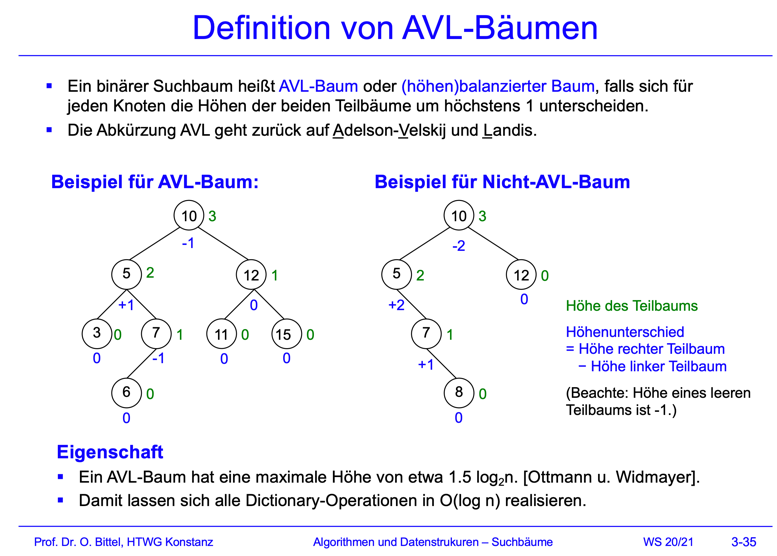 Definition von AVL-Bäumen
▪ Ein binärer Suchbaum heißt AVL-Baum oder (höhen)balanzierter Baum, falls sich für
jeden Knoten die Höhen der beiden Teilbäume um höchstens 1 unterscheiden.
▪ Die Abkürzung AVL geht zurück auf Adelson-Velskij und Landis.
Beispiel für AVL-Baum:
10 3
-1
5 2
12 1
+1
0
3 0
7 1
11 0
15 0
0
-1
0
0
6 0
0
Beispiel für Nicht-AVL-Baum
10 3
-2
5 2
12 0
+2
0
7 1
+1
8 0
0
Höhe des Teilbaums
Höhenunterschied
= Höhe rechter Teilbaum
− Höhe linker Teilbaum
(Beachte: Höhe eines leeren
Teilbaums ist -1.)
Eigenschaft
▪ Ein AVL-Baum hat eine maximale Höhe von etwa 1.5 log₂n. [Ottmann u. Widmayer].
▪ Damit lassen sich alle Dictionary-Operationen in O(log n) realisieren.
Prof. Dr. O. Bittel, HTWG Konstanz
Algorithmen und Datenstrukuren – Suchbäume
WS 20/21
3-35